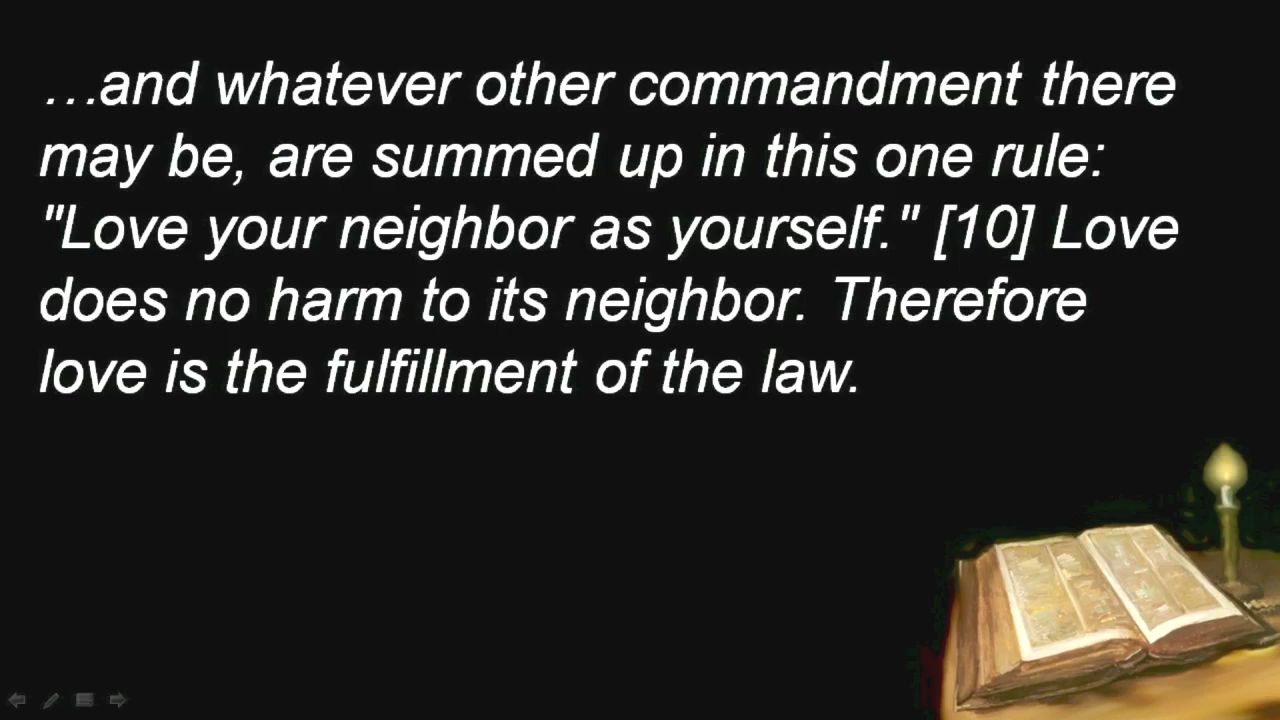 …and whatever other commandment there
may be, are summed up in this one rule:
"Love your neighbor as yourself." [10] Love
does no harm to its neighbor. Therefore
love is the fulfillment of the law.